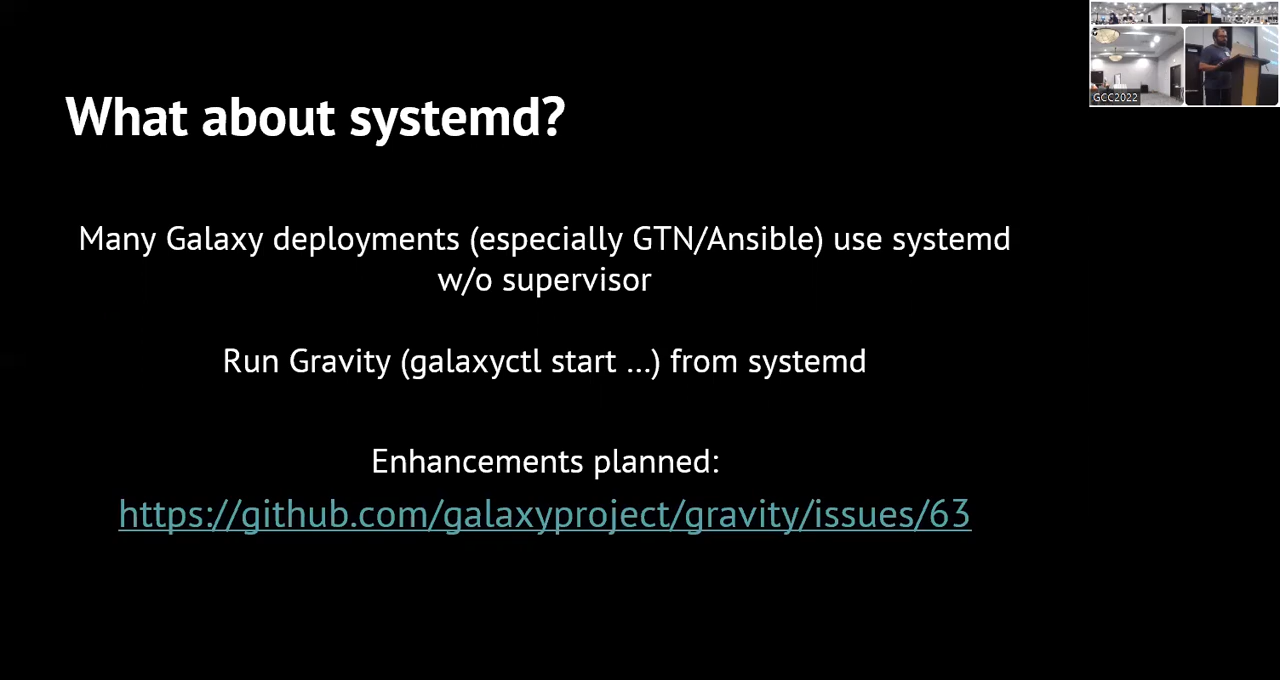 What about systemd?
Many Galaxy deployments (especially GTN/Ansible) use systemd
w/o supervisor
Run Gravity (galaxyctl start ...) from systemd
Enhancements planned:
https://github.com/galaxyproject/gravity/issues/63
GCC2022